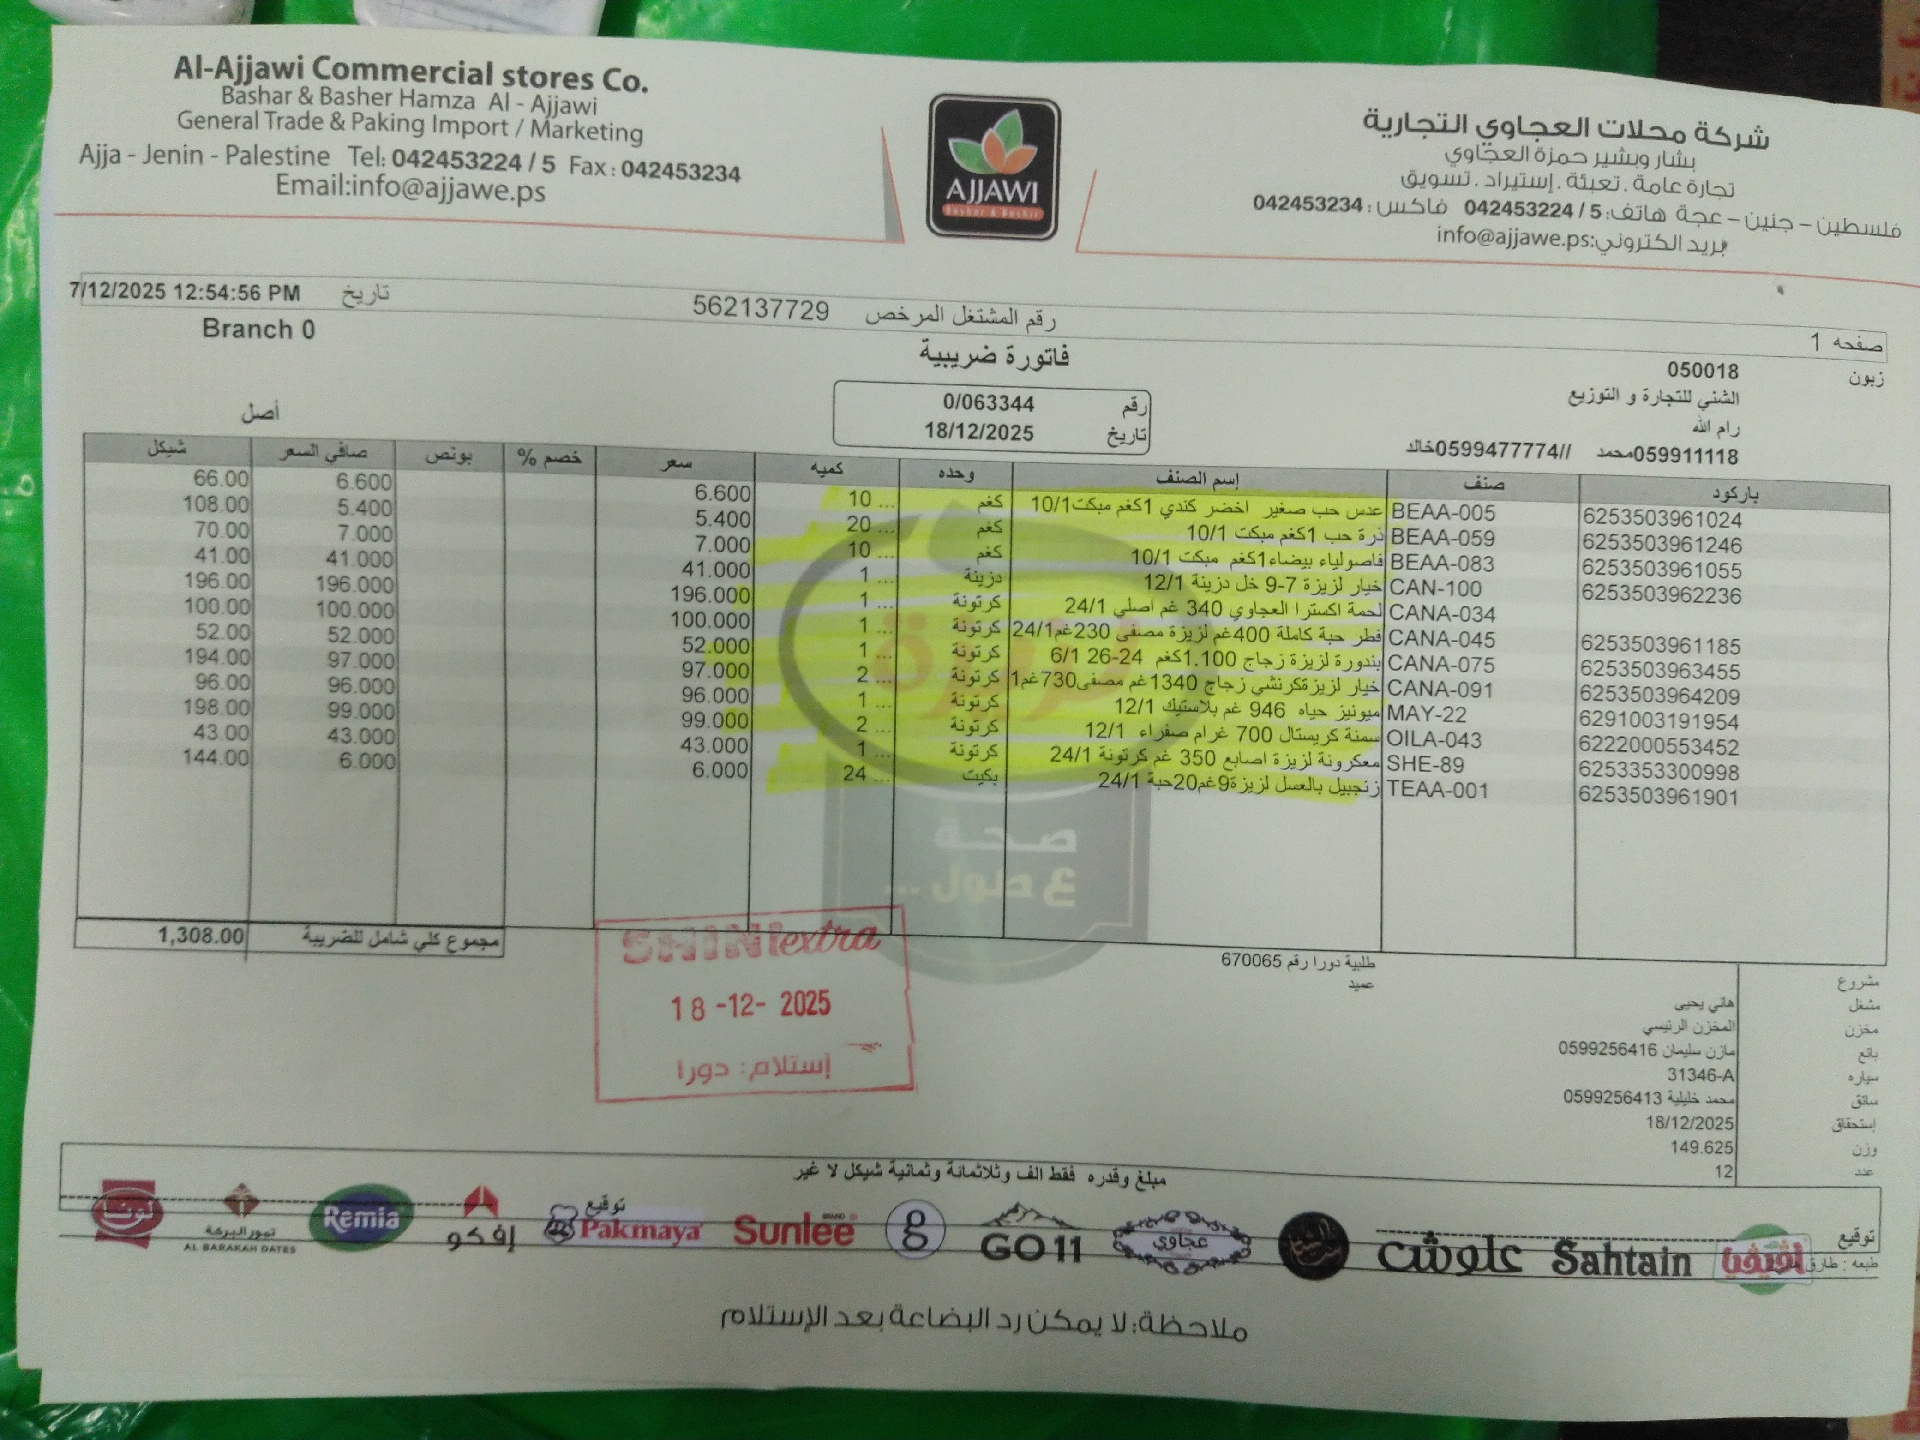 Al-Ajjawi Commercial stores Co.
Bashar & Basher Hamza Al - Ajjawi
General Trade & Paking Import / Marketing
Ajja - Jenin - Palestine Tel: 042453224 / 5 Fax : 042453234
Email:info@ajjawe.ps
AJJAWI
Bashar & Basher
شركة محلات العجاوي التجارية
بشار وبشير حمزة العجاوي
تجارة عامة . تعبئة . إستيراد . تسويق
فلسطين - جنين - عجة هاتف: 5 / 042453224 فاكس : 042453234
بريد الكتروني: info@ajjawe.ps
صفحه 1 رقم المشتغل المرخص 562137729 تاريخ 7/12/2025 12:54:56 PM
Branch 0
فاتورة ضريبية
زبون 050018
الشني للتجارة و التوزيع
رام الله
059911118محمد //0599477774خالد
رقم 0/063344
تاريخ 18/12/2025
أصل
باركود صنف إسم الصنف وحده كميه سعر خصم % بونص صافي السعر شيكل
6253503961024 BEAA-005 عدس حب صغير اخضر كندي 1كغم مبكت10/1 كغم 10 ... 6.600 6.600 66.00
6253503961246 BEAA-059 ذرة حب 1كغم مبكت 10/1 كغم 20 ... 5.400 5.400 108.00
6253503961055 BEAA-083 فاصولياء بيضاء1كغم مبكت 10/1 كغم 10 ... 7.000 7.000 70.00
6253503962236 CAN-100 خيار لزيزة 7-9 خل دزينة 12/1 دزينة 1 ... 41.000 41.000 41.00
CANA-034 لحمة اكسترا العجاوي 340 غم اصلي 24/1 كرتونة 1 ... 196.000 196.000 196.00
6253503961185 CANA-045 فطر حبة كاملة 400غم لزيزة مصفى 230غم24/1 كرتونة 1 ... 100.000 100.000 100.00
6253503963455 CANA-075 بندورة لزيزة زجاج 1.100كغم 24-26 6/1 كرتونة 1 ... 52.000 52.000 52.00
6253503964209 CANA-091 خيار لزيزةكرنشي زجاج 1340غم مصفى730غم1 كرتونة 2 ... 97.000 97.000 194.00
6291003191954 MAY-22 ميونيز حياه 946 غم بلاستيك 12/1 كرتونة 1 ... 96.000 96.000 96.00
6222000553452 OILA-043 سمنة كريستال 700 غرام صفراء 12/1 كرتونة 2 ... 99.000 99.000 198.00
6253353300998 SHE-89 معكرونة لزيزة اصابع 350 غم كرتونة 24/1 كرتونة 1 ... 43.000 43.000 43.00
6253503961901 TEAA-001 زنجبيل بالعسل لزيزة9غم20حبة 24/1 بكيت 24 ... 6.000 6.000 144.00
صحة
ع طول ...
مجموع كلي شامل للضريبة 1,308.00
SHINI extra
18 -12- 2025
إستلام: دورا
طلبية دورا رقم 670065
عميد
مشروع
مشغل هاني يحيى
مخزن المخزن الرئيسي
بائع مازن سليمان 0599256416
سياره 31346-A
سائق محمد خليلية 0599256413
إستحقاق 18/12/2025
وزن 149.625
عدد 12
مبلغ وقدره فقط الف وثلاثمائة وثمانية شيكل لا غير
توقيع
توقيع
طبعه : طارق
تمور البركة
AL BARAKAH DATES
Remia
إفكو
Pakmaya
Sunlee
g
GO11
عجاوي
علوش
Sahtain
ملاحظة: لا يمكن رد البضاعة بعد الإستلام